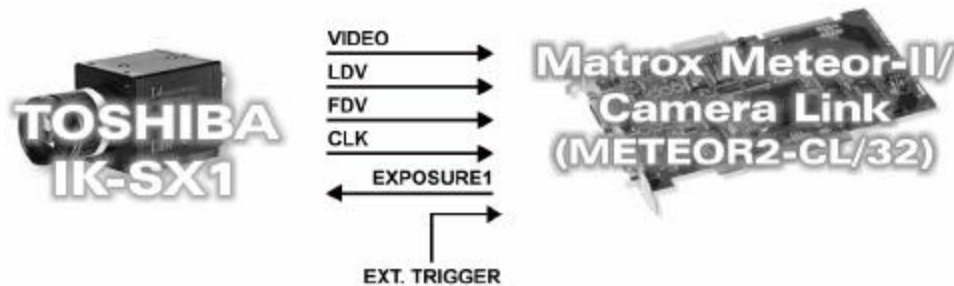 TOSHIBA
IK-SX1
VIDEO
LDV
FDV
CLK
EXPOSURE1
EXT. TRIGGER
Matrox Meteor-II/
Camera Link
(METEOR2-CL/32)